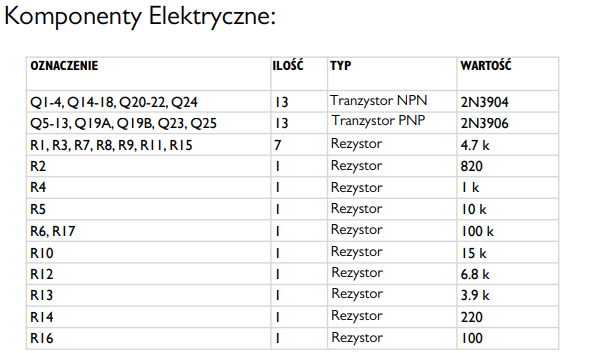 Komponenty Elektryczne:
OZNACZENIE ILOŚĆ TYP WARTOŚĆ
Q1-4, Q14-18, Q20-22, Q24 13 Tranzystor NPN 2N3904
Q5-13, Q19A, Q19B, Q23, Q25 13 Tranzystor PNP 2N3906
R1, R3, R7, R8, R9, R11, R15 7 Rezystor 4.7 k
R2 1 Rezystor 820
R4 1 Rezystor 1 k
R5 1 Rezystor 10 k
R6, R17 1 Rezystor 100 k
R10 1 Rezystor 15 k
R12 1 Rezystor 6.8 k
R13 1 Rezystor 3.9 k
R14 1 Rezystor 220
R16 1 Rezystor 100